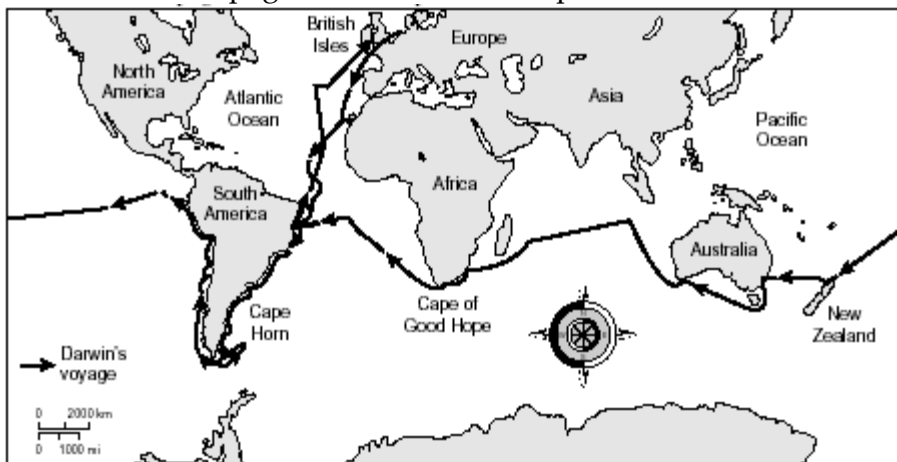 British
Isles
Europe
North
America
Atlantic
Ocean
Asia
Pacific
Ocean
Africa
South
America
Australia
Cape
Horn
Cape of
Good Hope
New
Zealand
Darwin's
voyage
0 2000 km
0 1000 mi